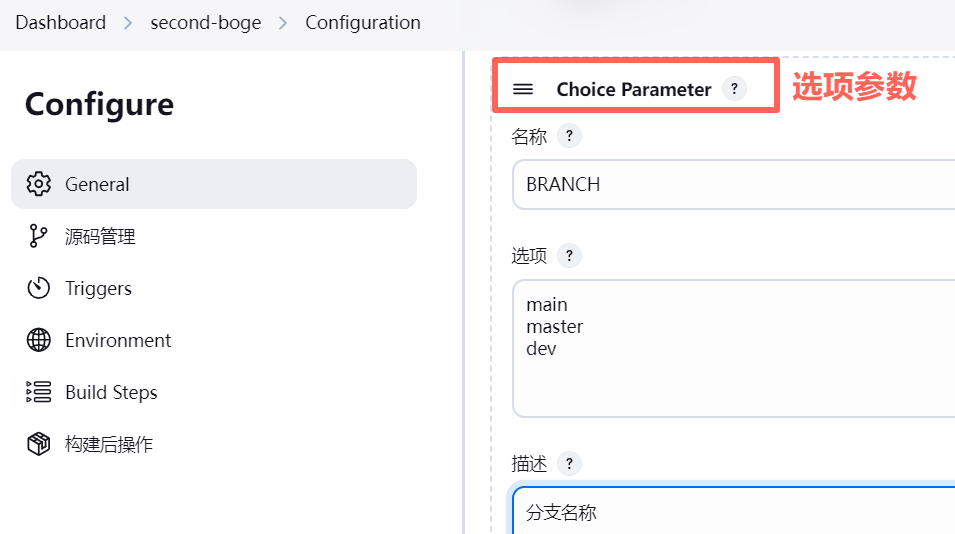 Dashboard > second-boge > Configuration
Configure
General
源码管理
Triggers
Environment
Build Steps
构建后操作
Choice Parameter ? 选项参数
名称 ?
BRANCH
选项 ?
main
master
dev
描述 ?
分支名称